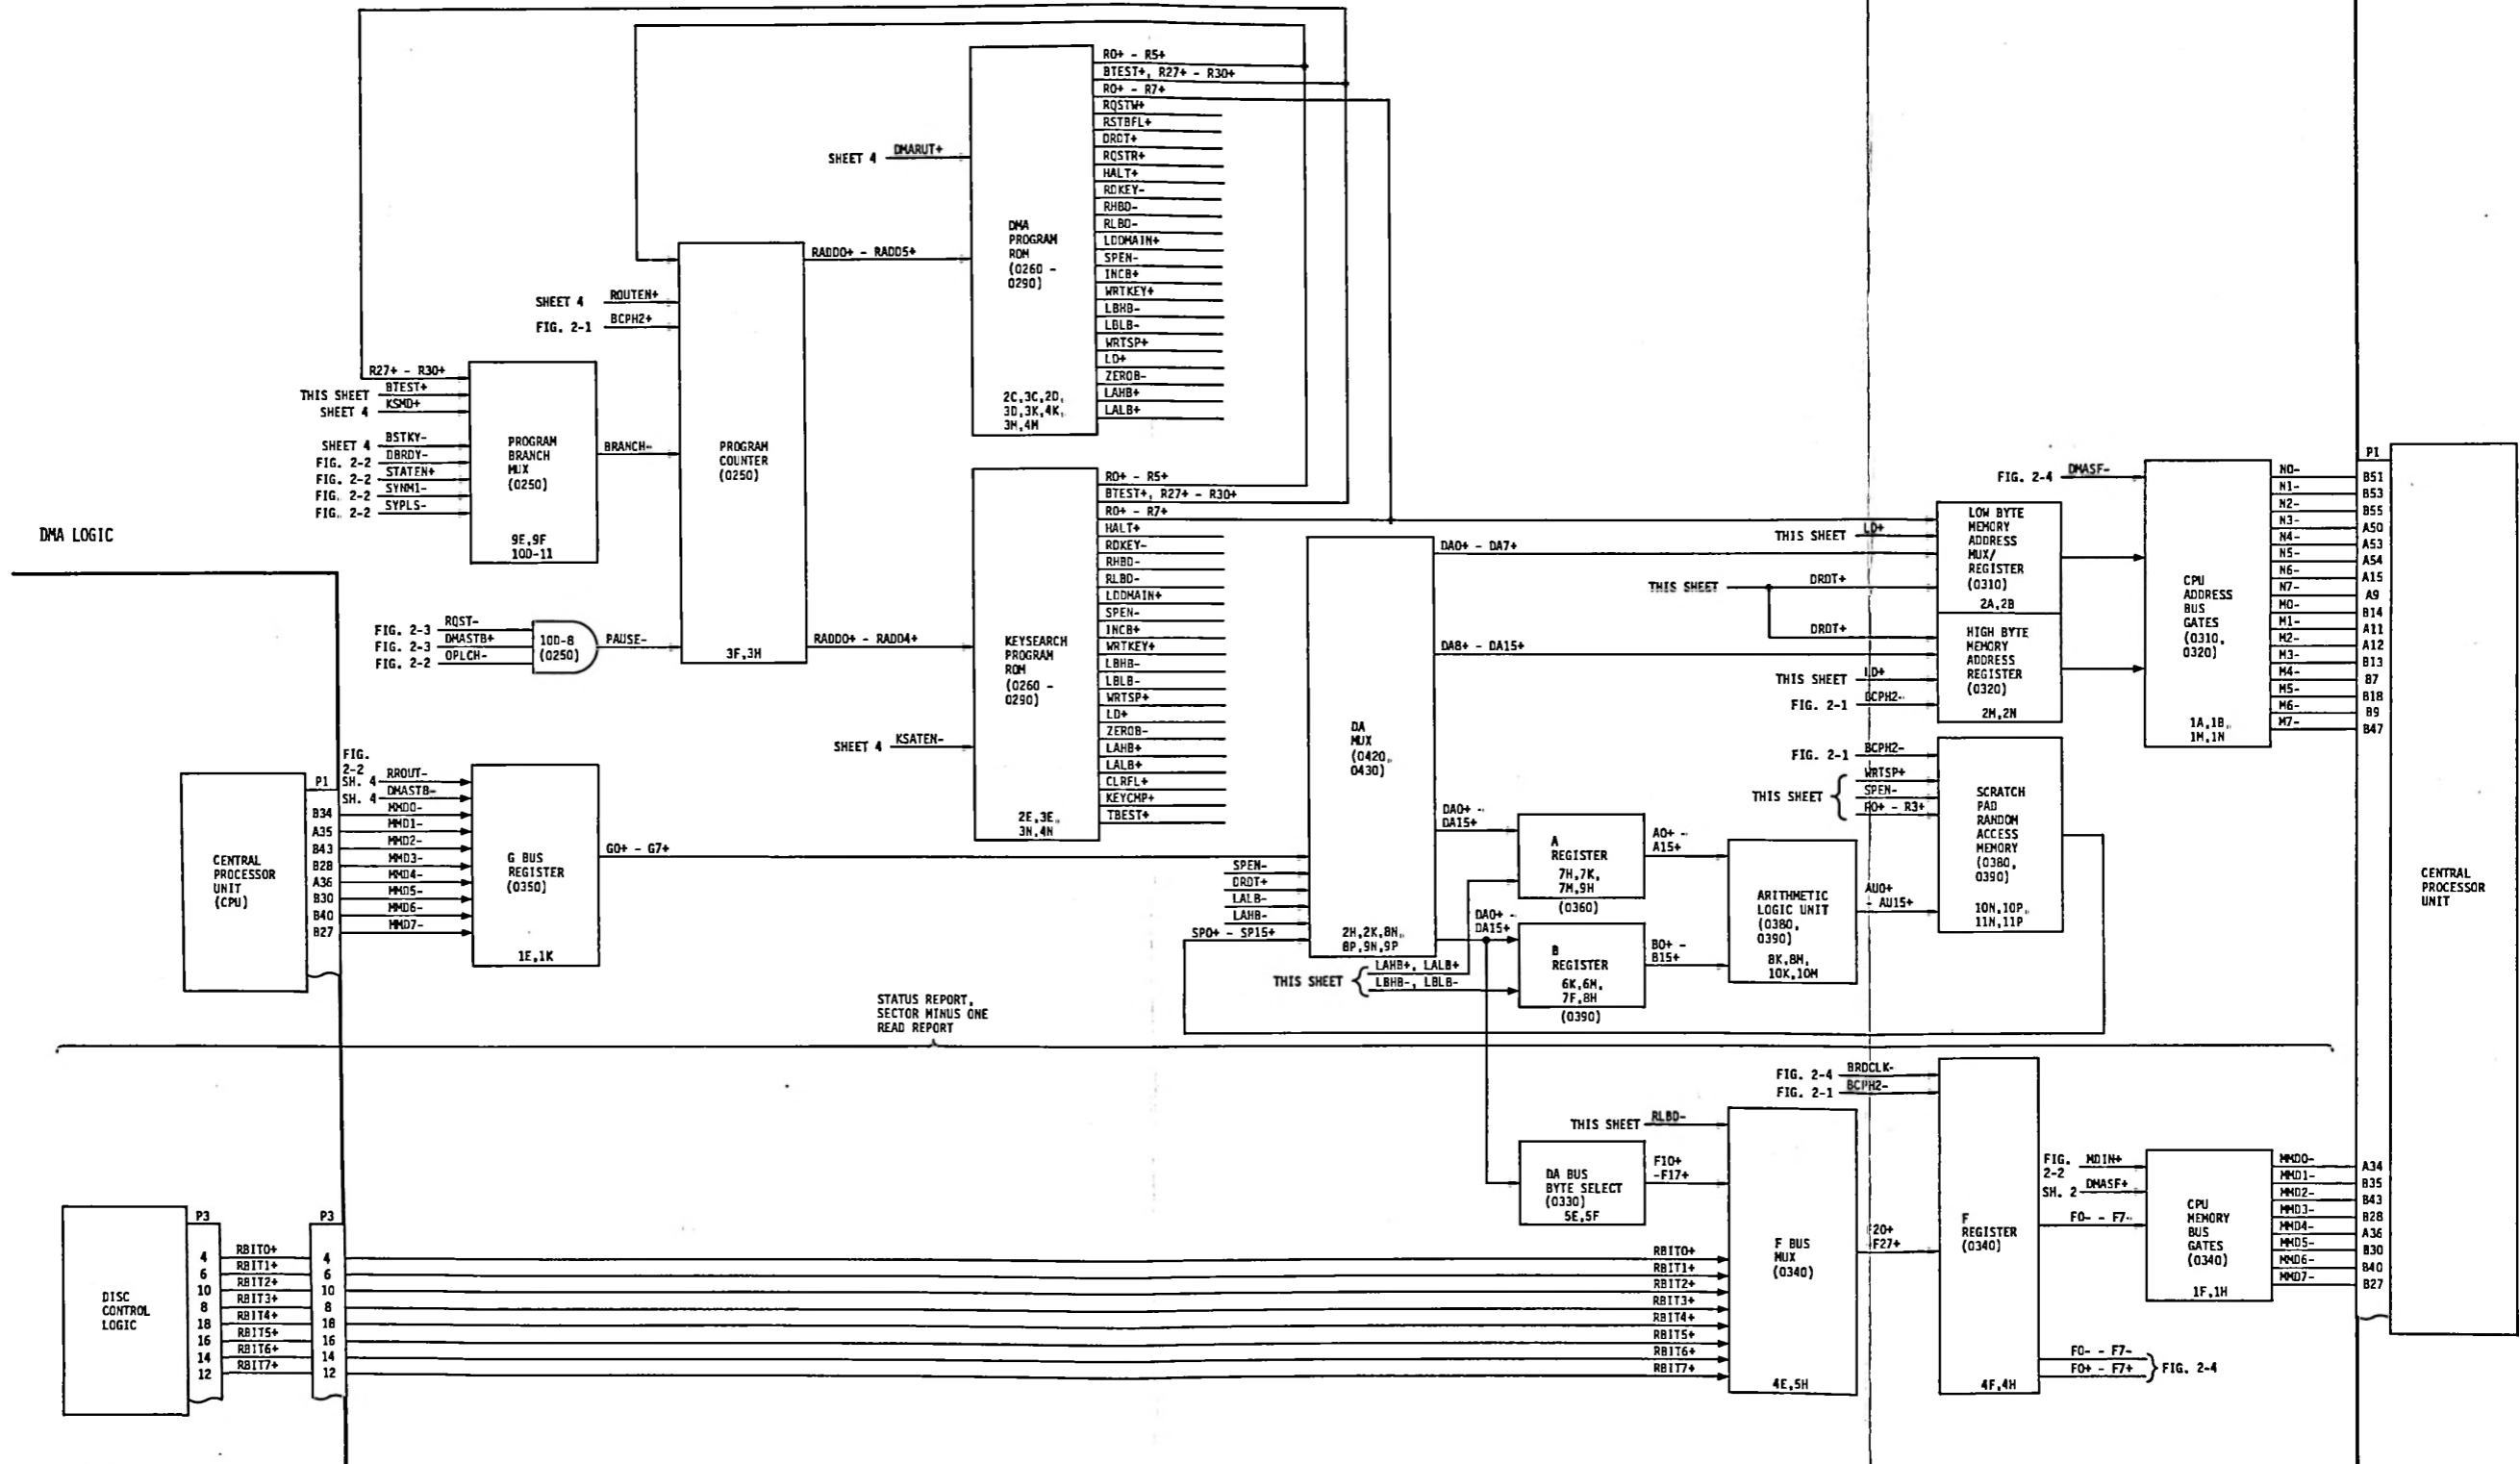 DMA LOGIC
R27+ - R30+
THIS SHEET BTEST+
SHEET 4 KSMD+
SHEET 4 BSTKY-
FIG. 2-2 DBRDY-
FIG. 2-2 STATEN+
FIG. 2-2 SYNM1-
FIG. 2-2 SYPLS-
PROGRAM
BRANCH
MUX
(0250)
9E,9F
10D-11
BRANCH-
FIG. 2-3 RQST-
FIG. 2-3 DMASTB+
FIG. 2-2 OPLCH-
10D-8
(0250)
PAUSE-
SHEET 4 ROUTEN+
FIG. 2-1 BCPH2+
PROGRAM
COUNTER
(0250)
3F,3H
RADD0+ - RADD5+
RADD0+ - RADD4+
SHEET 4 DMARUT+
DMA
PROGRAM
ROM
(0260 -
0290)
2C,3C,2D,
3D,3K,4K,
3M,4M
R0+ - R5+
BTEST+, R27+ - R30+
R0+ - R7+
RQSTW+
RSTBFL+
DRDT+
RQSTR+
HALT+
RDKEY-
RHBD-
RLBD-
LDDMAIN+
SPEN-
INCB+
WRTKEY+
LBHB-
LBLB-
WRTSP+
LD+
ZEROB-
LAHB+
LALB+
SHEET 4 KSATEN-
KEYSEARCH
PROGRAM
ROM
(0260 -
0290)
2E,3E,
3N,4N
R0+ - R5+
BTEST+, R27+ - R30+
R0+ - R7+
HALT+
RDKEY-
RHBD-
RLBD-
LDDMAIN+
SPEN-
INCB+
WRTKEY+
LBHB-
LBLB-
WRTSP+
LD+
ZEROB-
LAHB+
LALB+
CLRFL+
KEYCMP+
TBEST+
CENTRAL
PROCESSOR
UNIT
(CPU)
P1
B34
A35
B43
B28
A36
B30
B40
B27
FIG.
2-2
SH. 4 RROUT-
SH. 4 DMASTB-
MMD0-
MMD1-
MMD2-
MMD3-
MMD4-
MMD5-
MMD6-
MMD7-
G BUS
REGISTER
(0350)
1E,1K
G0+ - G7+
SPEN-
DRDT+
LALB-
LAHB-
SP0+ - SP15+
DA
MUX
(0420,
0430)
2H,2K,8N,
8P,9N,9P
DA0+ - DA7+
DA8+ - DA15+
DA0+ -
DA15+
DA0+ -
DA15+
THIS SHEET
LAHB+, LALB+
LBHB-, LBLB-
A
REGISTER
7H,7K,
7M,9H
(0360)
B
REGISTER
6K,6M,
7F,8H
(0390)
A0+ -
A15+
B0+ -
B15+
ARITHMETIC
LOGIC UNIT
(0380,
0390)
8K,8M,
10K,10M
AU0+
- AU15+
THIS SHEET LD+
THIS SHEET DRDT+
DRDT+
THIS SHEET LD+
FIG. 2-1 BCPH2-
LOW BYTE
MEMORY
ADDRESS
MUX/
REGISTER
(0310)
2A,2B
HIGH BYTE
MEMORY
ADDRESS
REGISTER
(0320)
2M,2N
FIG. 2-1 BCPH2-
THIS SHEET
WRTSP+
SPEN-
R0+ - R3+
SCRATCH
PAD
RANDOM
ACCESS
MEMORY
(0380,
0390)
10N,10P,
11N,11P
FIG. 2-4 DMASF-
CPU
ADDRESS
BUS
GATES
(0310,
0320)
1A,1B,
1M,1N
N0-
N1-
N2-
N3-
N4-
N5-
N6-
N7-
M0-
M1-
M2-
M3-
M4-
M5-
M6-
M7-
P1
B51
B53
B55
A50
A53
A54
A15
A9
B14
A11
A12
B13
B7
B18
B9
B47
CENTRAL
PROCESSOR
UNIT
STATUS REPORT,
SECTOR MINUS ONE
READ REPORT
DISC
CONTROL
LOGIC
P3
4
6
10
8
18
16
14
12
RBIT0+
RBIT1+
RBIT2+
RBIT3+
RBIT4+
RBIT5+
RBIT6+
RBIT7+
P3
4
6
10
8
18
16
14
12
RBIT0+
RBIT1+
RBIT2+
RBIT3+
RBIT4+
RBIT5+
RBIT6+
RBIT7+
THIS SHEET RLBD-
DA BUS
BYTE SELECT
(0330)
5E,5F
F10+
-F17+
F BUS
MUX
(0340)
4E,5H
F20+
F27+
FIG. 2-4 BRDCLK-
FIG. 2-1 BCPH2-
F
REGISTER
(0340)
4F,4H
FIG. 2-2 MDIN+
SH. 2 DMASF+
F0- - F7-
CPU
MEMORY
BUS
GATES
(0340)
1F,1H
MMD0-
MMD1-
MMD2-
MMD3-
MMD4-
MMD5-
MMD6-
MMD7-
A34
B35
B43
B28
A36
B30
B40
B27
F0- - F7-
F0+ - F7+
FIG. 2-4